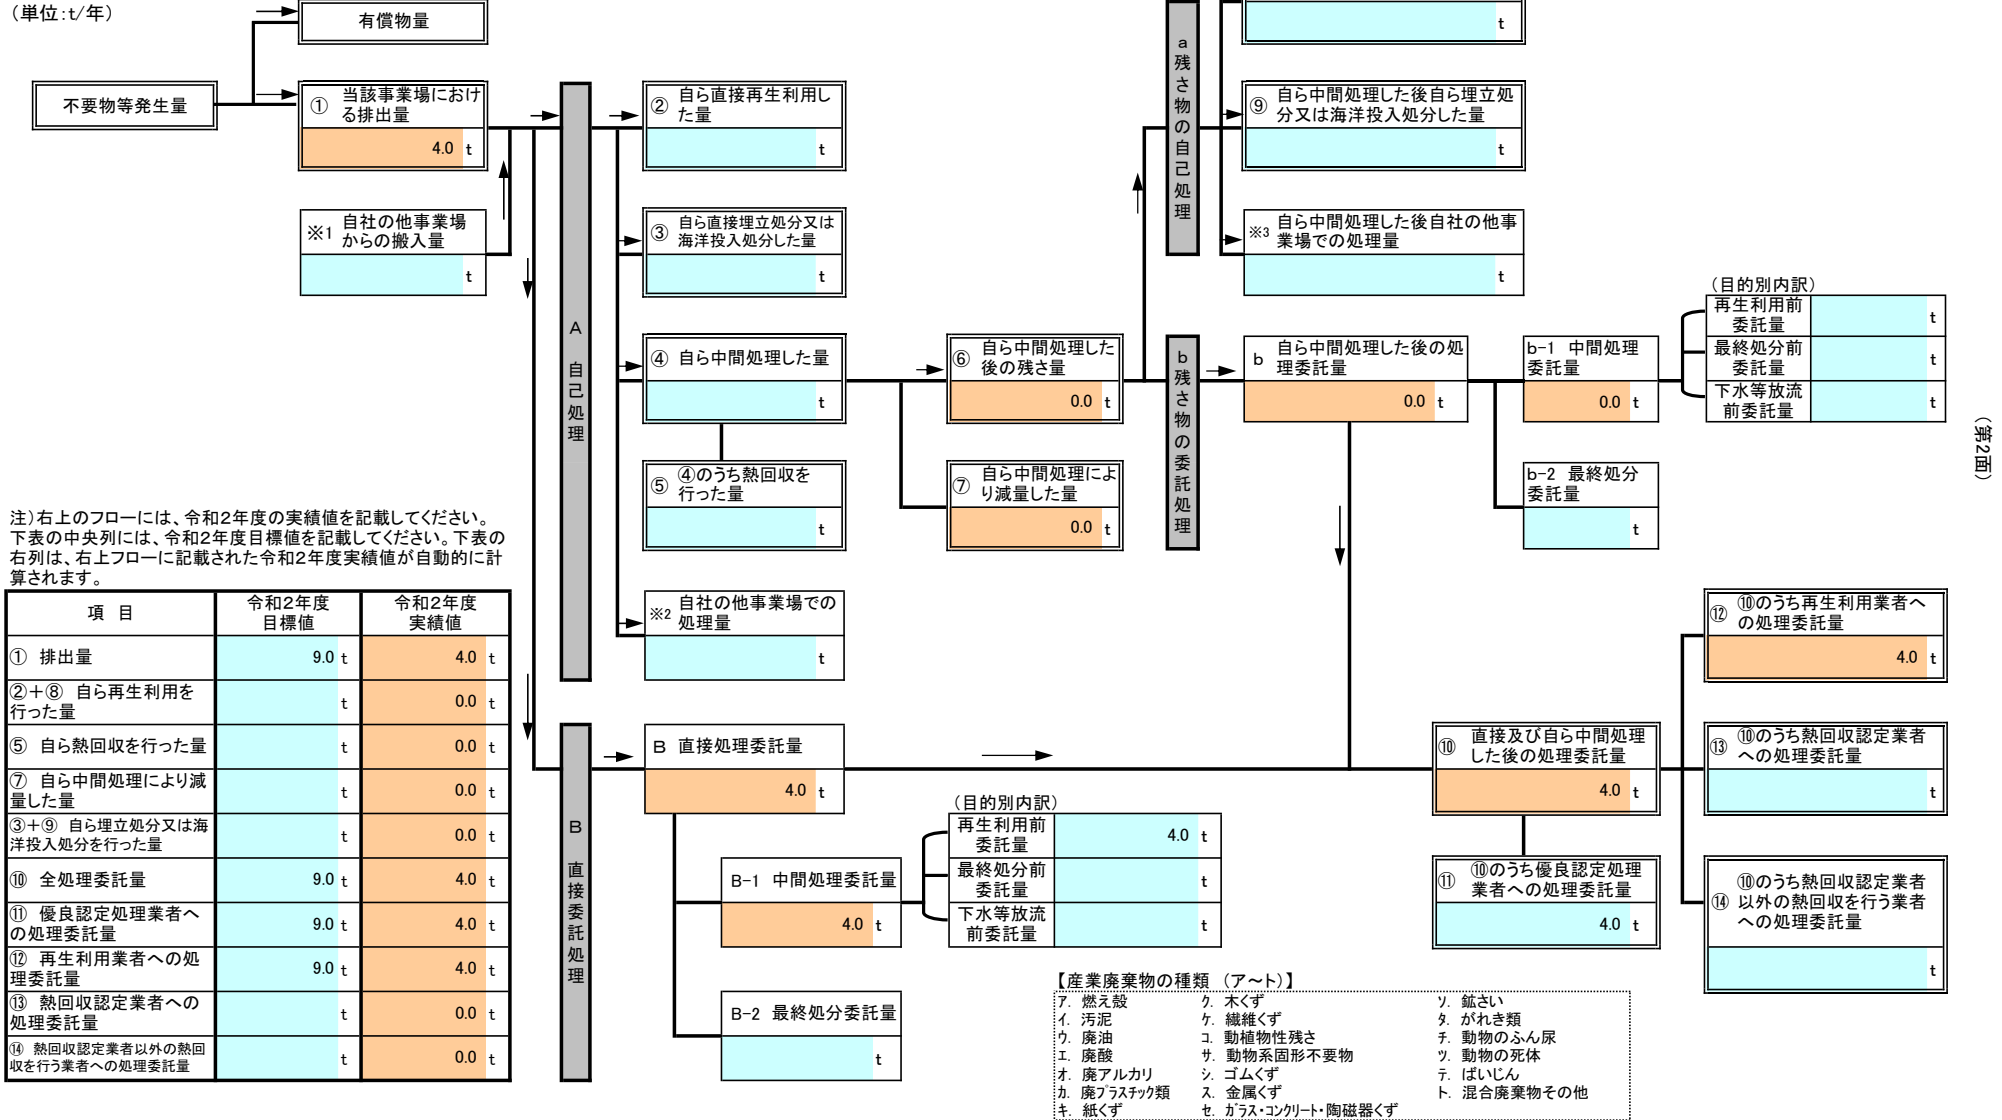 （単位:t/年）
有償物量
不要物等発生量
① 当該事業場におけ
る排出量
4.0 t
※1 自社の他事業場
からの搬入量
t
A 自己処理
② 自ら直接再生利用し
た量
t
③ 自ら直接埋立処分又は
海洋投入処分した量
t
④ 自ら中間処理した量
t
⑤ ④のうち熱回収を
行った量
t
※2 自社の他事業場での
処理量
t
⑥ 自ら中間処理した
後の残さ量
0.0 t
⑦ 自ら中間処理によ
り減量した量
0.0 t
a 残さ物の自己処理
t
⑨ 自ら中間処理した後自ら埋立処
分又は海洋投入処分した量
t
※3 自ら中間処理した後自社の他事
業場での処理量
t
b 残さ物の委託処理
b 自ら中間処理した後の処
理委託量
0.0 t
b-1 中間処理
委託量
0.0 t
b-2 最終処分
委託量
t
（目的別内訳）
再生利用前
委託量
t
最終処分前
委託量
t
下水等放流
前委託量
t
（第2面）
注）右上のフローには、令和2年度の実績値を記載してください。
下表の中央列には、令和2年度目標値を記載してください。下表の
右列は、右上フローに記載された令和2年度実績値が自動的に計
算されます。
項 目 令和2年度 令和2年度
目標値 実績値
① 排出量 9.0 t 4.0 t
②＋⑧ 自ら再生利用を
行った量 t 0.0 t
⑤ 自ら熱回収を行った量 t 0.0 t
⑦ 自ら中間処理により減
量した量 t 0.0 t
③＋⑨ 自ら埋立処分又は海
洋投入処分を行った量 t 0.0 t
⑩ 全処理委託量 9.0 t 4.0 t
⑪ 優良認定処理業者へ
の処理委託量 9.0 t 4.0 t
⑫ 再生利用業者への処
理委託量 9.0 t 4.0 t
⑬ 熱回収認定業者への
処理委託量 t 0.0 t
⑭ 熱回収認定業者以外の熱回
収を行う業者への処理委託量 t 0.0 t
B 直接委託処理
B 直接処理委託量
4.0 t
B-1 中間処理委託量
4.0 t
B-2 最終処分委託量
t
（目的別内訳）
再生利用前
委託量
4.0 t
最終処分前
委託量
t
下水等放流
前委託量
t
⑩ 直接及び自ら中間処理
した後の処理委託量
4.0 t
⑪ ⑩のうち優良認定処理
業者への処理委託量
4.0 t
⑫ ⑩のうち再生利用業者へ
の処理委託量
4.0 t
⑬ ⑩のうち熱回収認定業者
への処理委託量
t
⑭ ⑩のうち熱回収認定業者
以外の熱回収を行う業者
への処理委託量
t
【産業廃棄物の種類 （ア～ト）】
ア. 燃え殻 ク. 木くず ソ. 鉱さい
イ. 汚泥 ケ. 繊維くず タ. がれき類
ウ. 廃油 コ. 動植物性残さ チ. 動物のふん尿
エ. 廃酸 サ. 動物系固形不要物 ツ. 動物の死体
オ. 廃アルカリ シ. ゴムくず テ. ばいじん
カ. 廃プラスチック類 ス. 金属くず ト. 混合廃棄物その他
キ. 紙くず セ. ガラス・コンクリート・陶磁器くず